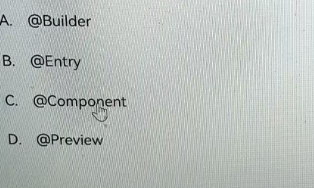 A. @Builder
B. @Entry
C. @Component
D. @Preview